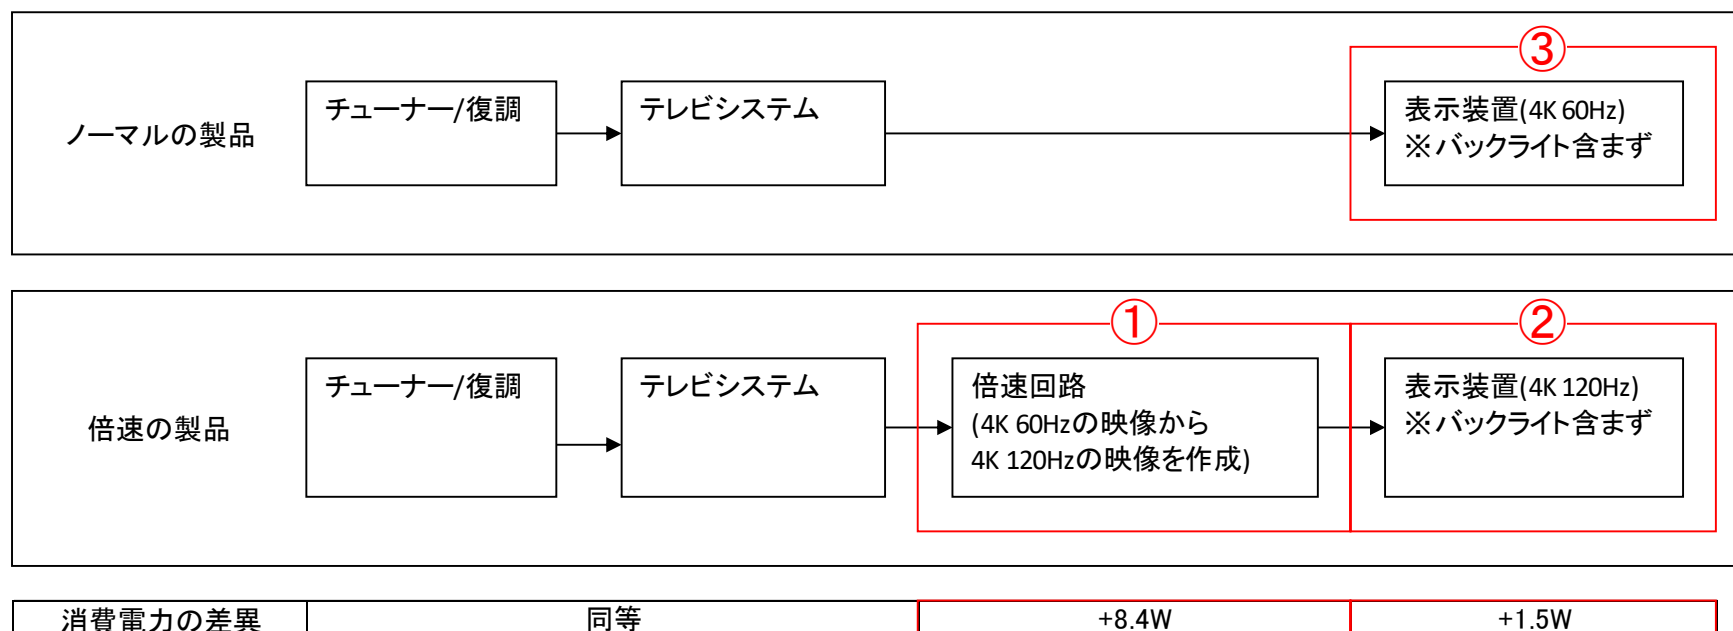 ③
ノーマルの製品
チューナー/復調
テレビシステム
表示装置(4K 60Hz)
※バックライト含まず
①
②
倍速の製品
チューナー/復調
テレビシステム
倍速回路
(4K 60Hzの映像から
4K 120Hzの映像を作成)
表示装置(4K 120Hz)
※バックライト含まず
消費電力の差異
同等
+8.4W
+1.5W